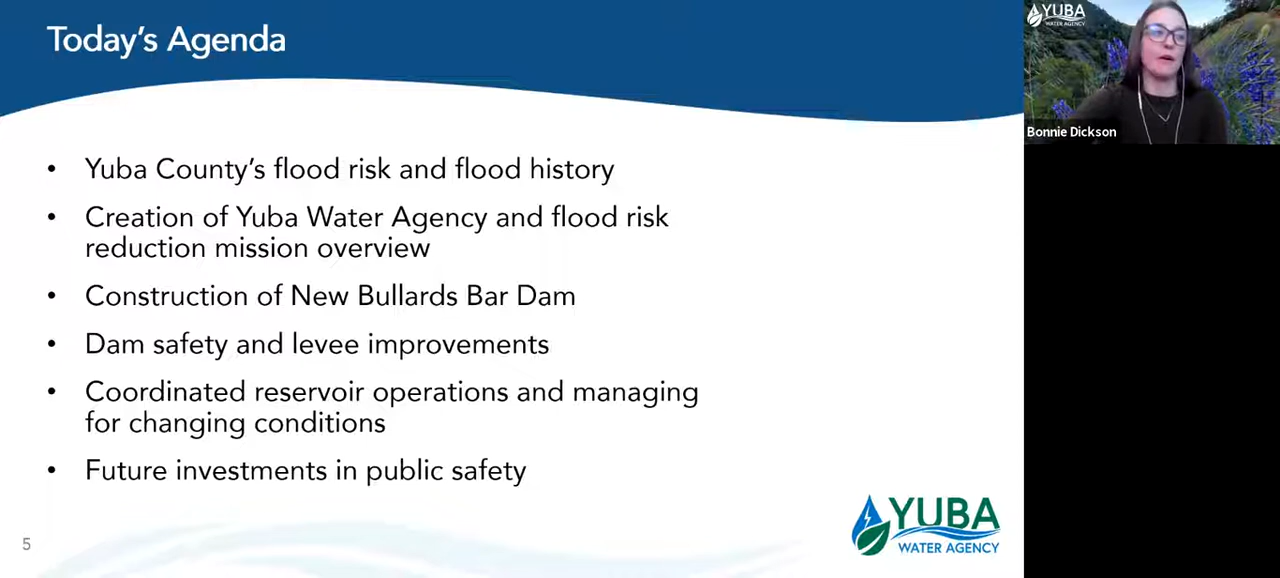 Today's Agenda
• Yuba County's flood risk and flood history
• Creation of Yuba Water Agency and flood risk
reduction mission overview
• Construction of New Bullards Bar Dam
• Dam safety and levee improvements
• Coordinated reservoir operations and managing
for changing conditions
• Future investments in public safety
5
YUBA
WATER AGENCY
YUBA
WATER AGENCY
Bonnie Dickson